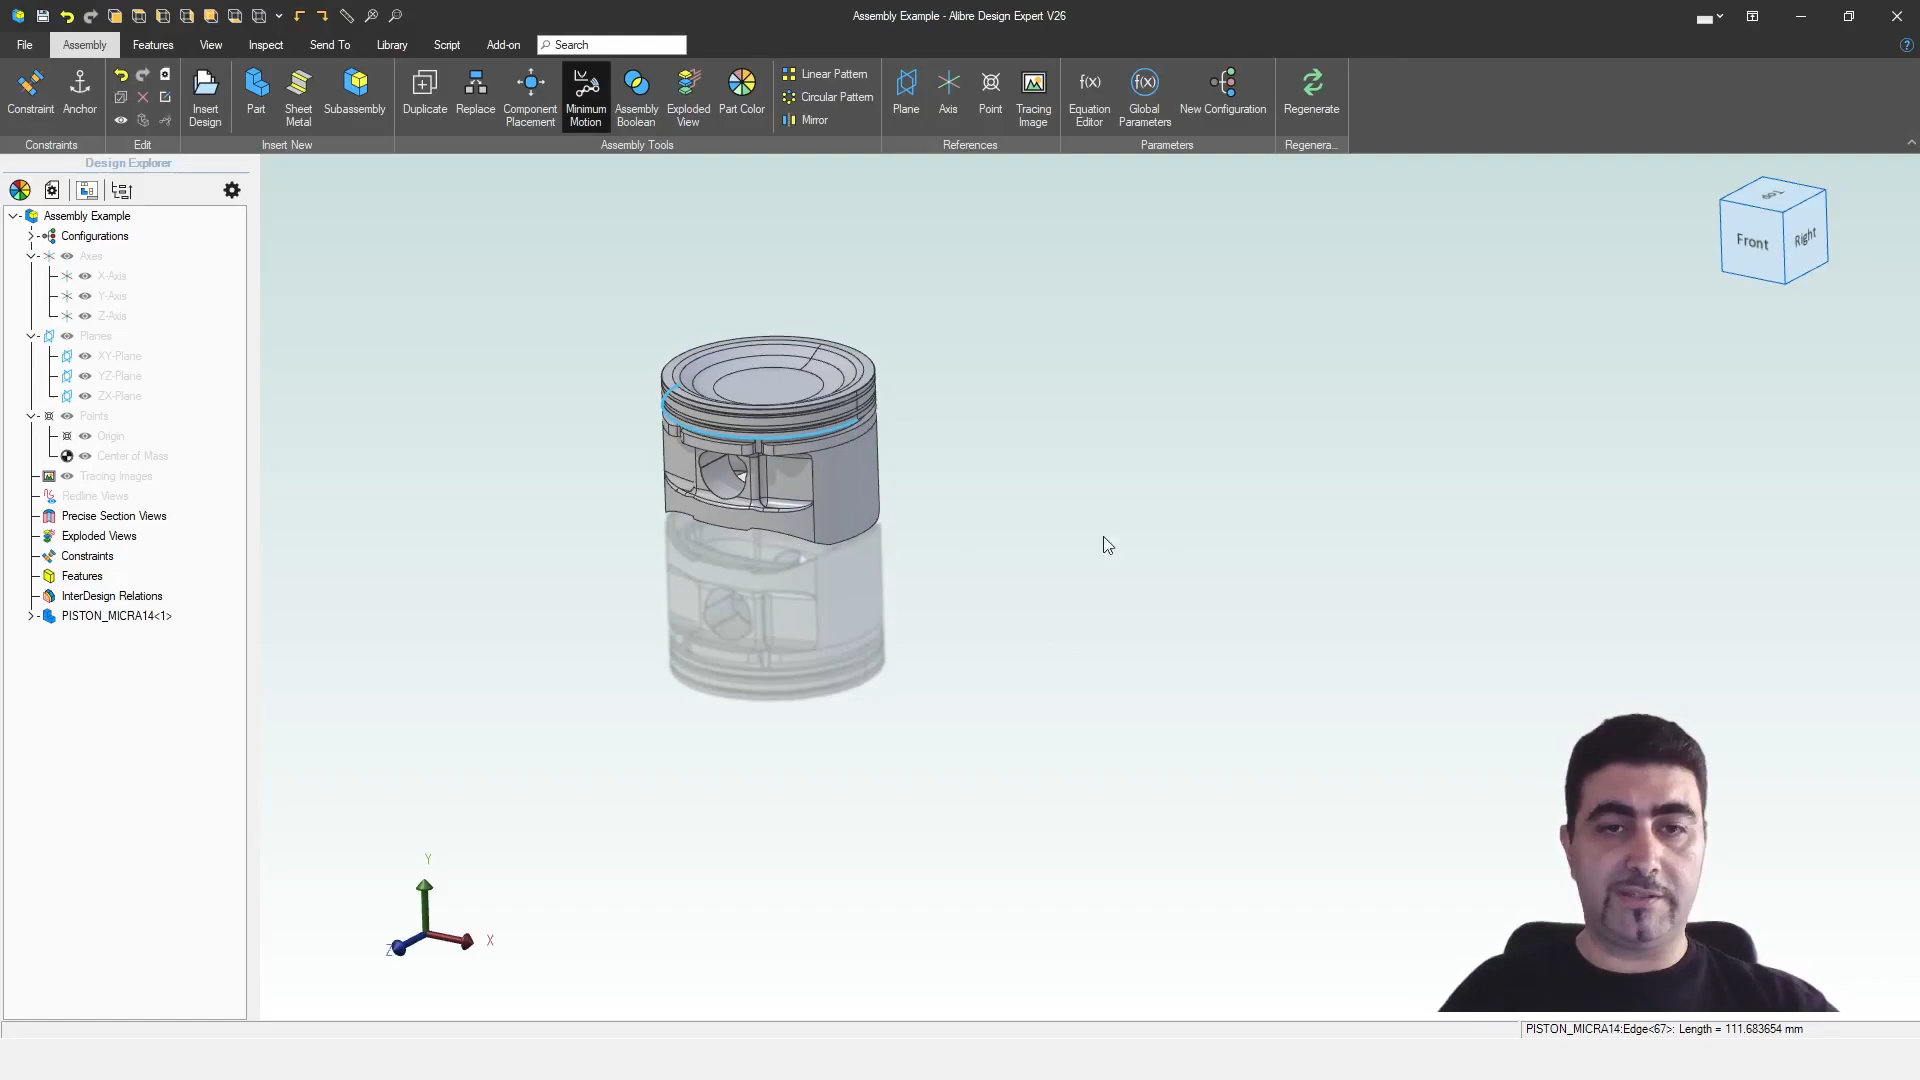 Assembly Example - Alibre Design Expert V26
File Assembly Features View Inspect Send To Library Script Add-on Search
Constraint Anchor
Constraints
Edit
Insert Design
Part
Sheet Metal
Subassembly
Insert New
Duplicate
Replace
Component Placement
Minimum Motion
Assembly Boolean
Exploded View
Part Color
Linear Pattern
Circular Pattern
Mirror
Assembly Tools
Plane
Axis
Point
Tracing Image
References
f(x) Equation Editor
f(x) Global Parameters
New Configuration
Parameters
Regenerate
Regenera...
Design Explorer
Assembly Example
Configurations
Axes
X-Axis
Y-Axis
Z-Axis
Planes
XY-Plane
YZ-Plane
ZX-Plane
Points
Origin
Center of Mass
Tracing Images
Redline Views
Precise Section Views
Exploded Views
Constraints
Features
InterDesign Relations
PISTON_MICRA14<1>
Top
Front
Right
Y
Z
X
PISTON_MICRA14:Edge<67>: Length = 111.683654 mm